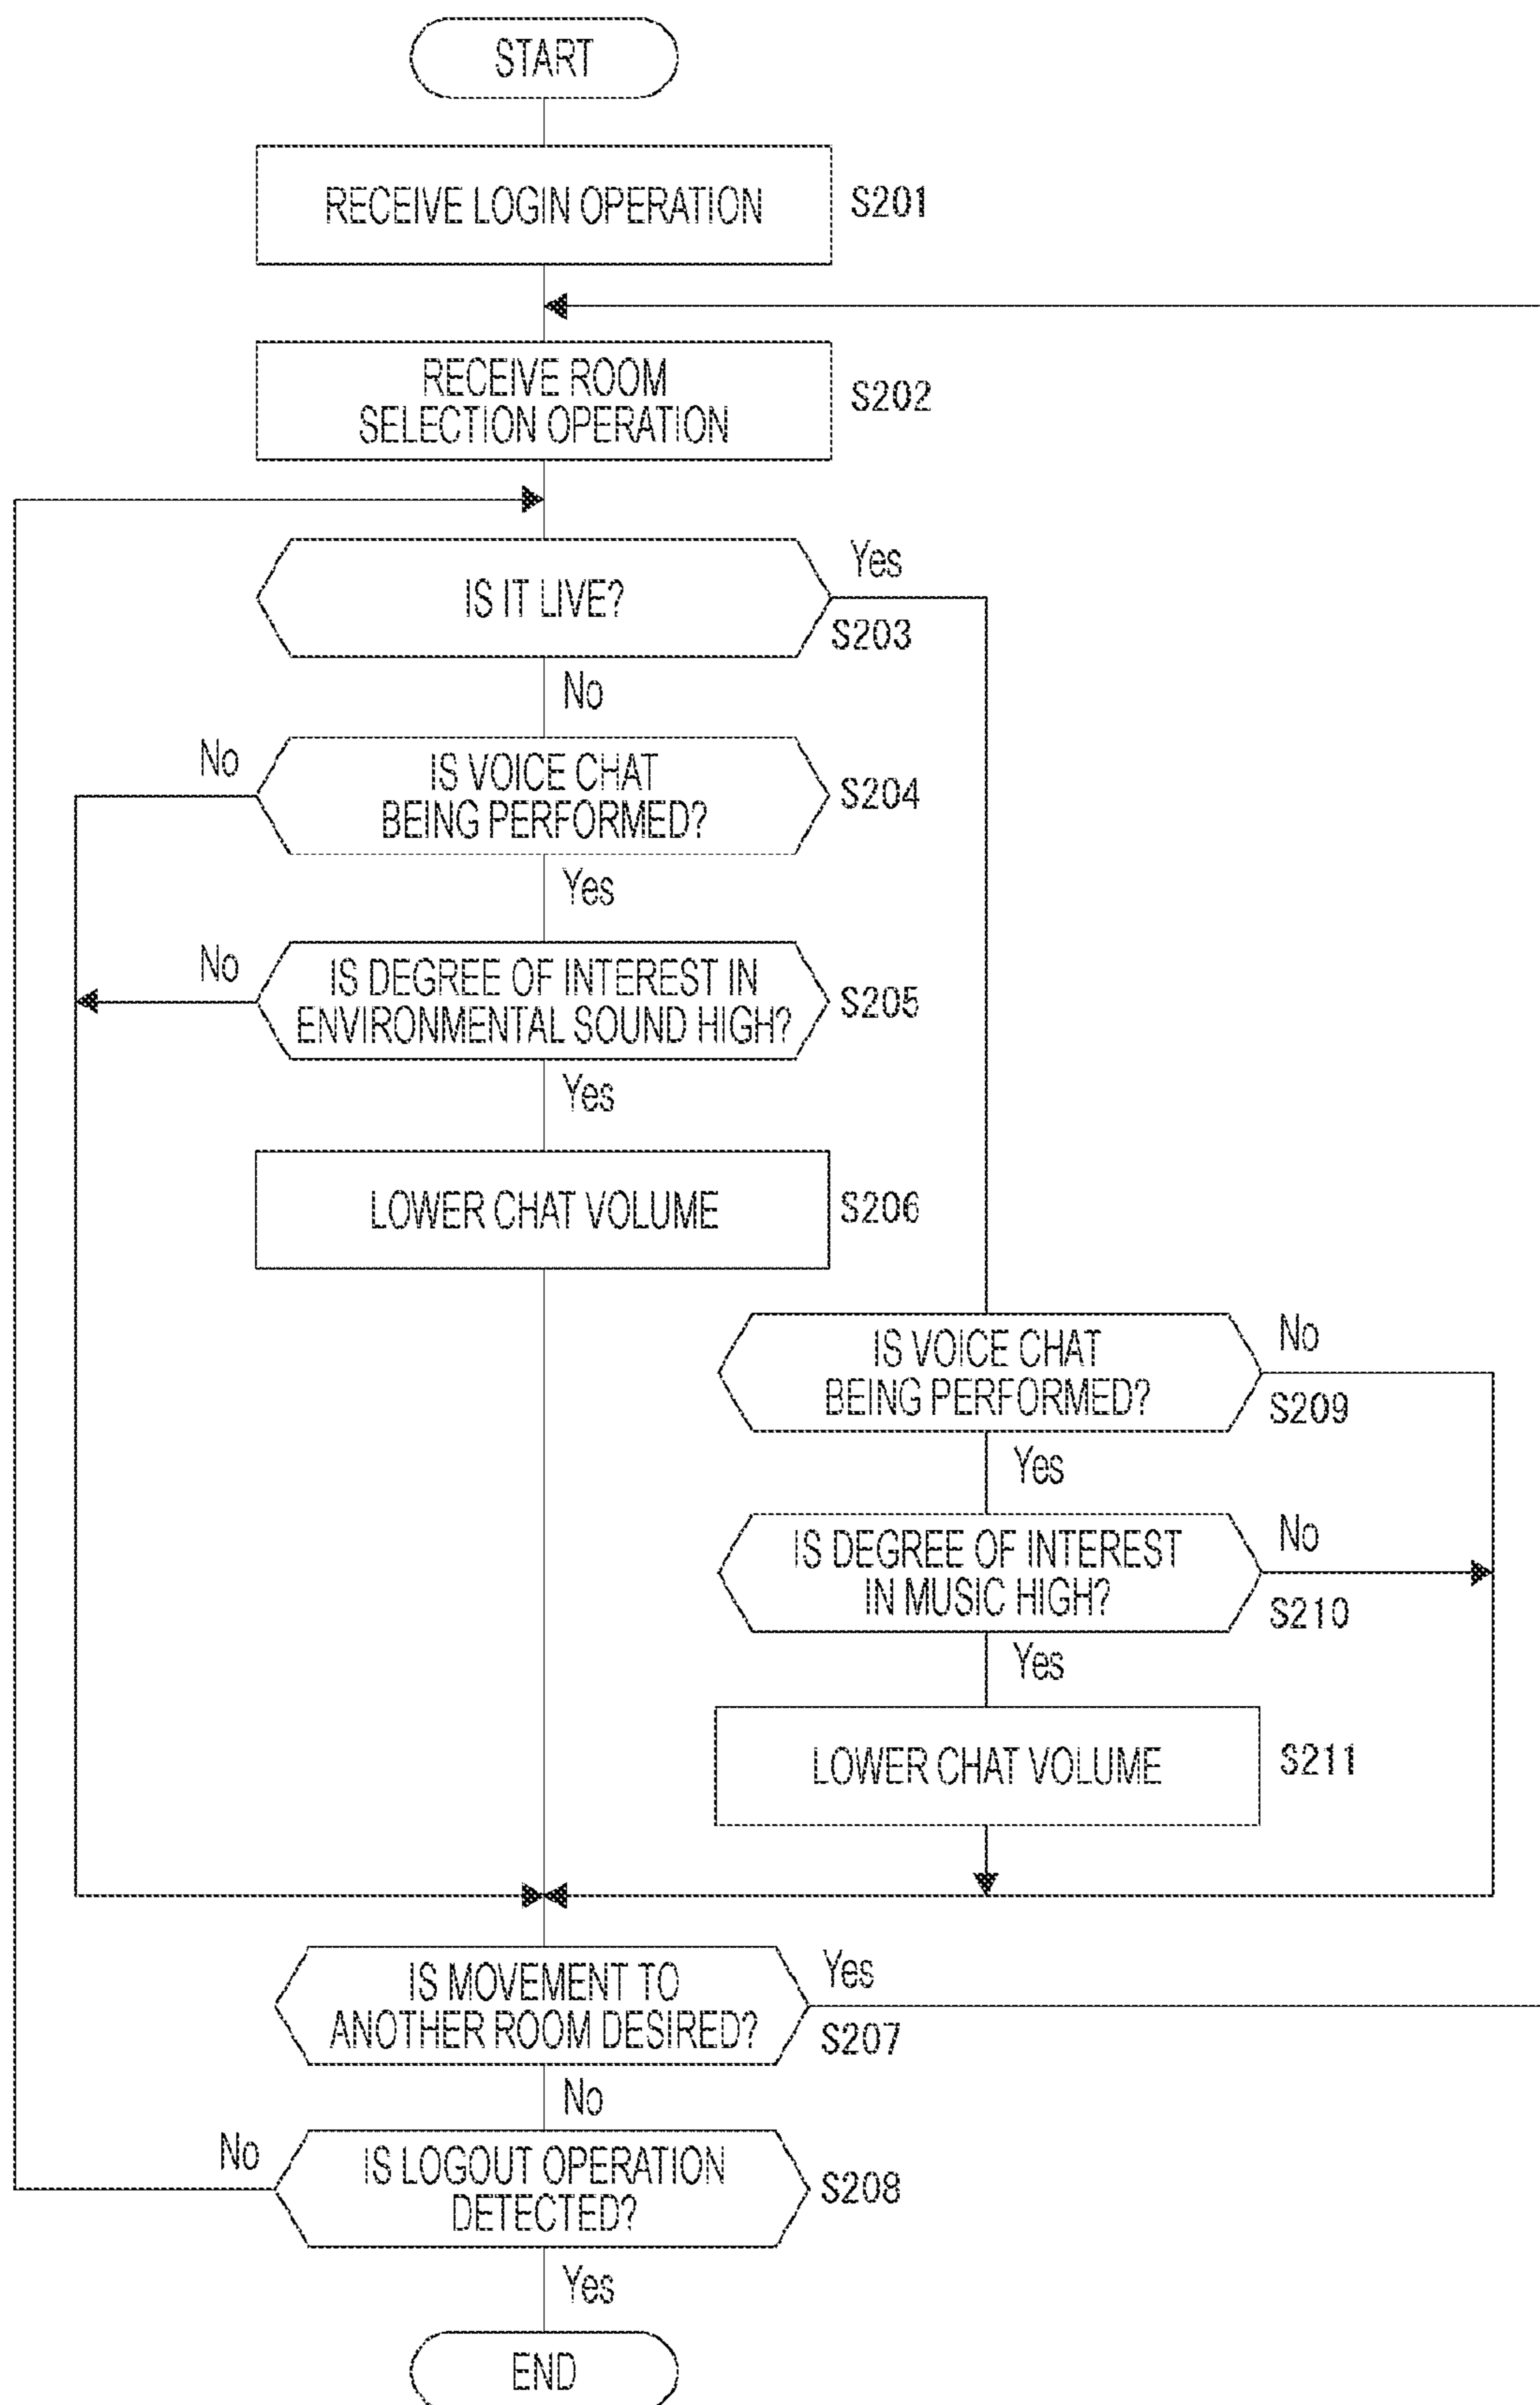 START
RECEIVE LOGIN OPERATION
S201
RECEIVE ROOM
SELECTION OPERATION
S202
IS IT LIVE?
Yes
S203
No
IS VOICE CHAT
BEING PERFORMED?
No
S204
Yes
IS DEGREE OF INTEREST IN
ENVIRONMENTAL SOUND HIGH?
No
S205
Yes
LOWER CHAT VOLUME
S206
IS VOICE CHAT
BEING PERFORMED?
No
S209
Yes
IS DEGREE OF INTEREST
IN MUSIC HIGH?
No
S210
Yes
LOWER CHAT VOLUME
S211
IS MOVEMENT TO
ANOTHER ROOM DESIRED?
Yes
S207
No
IS LOGOUT OPERATION
DETECTED?
No
S208
Yes
END